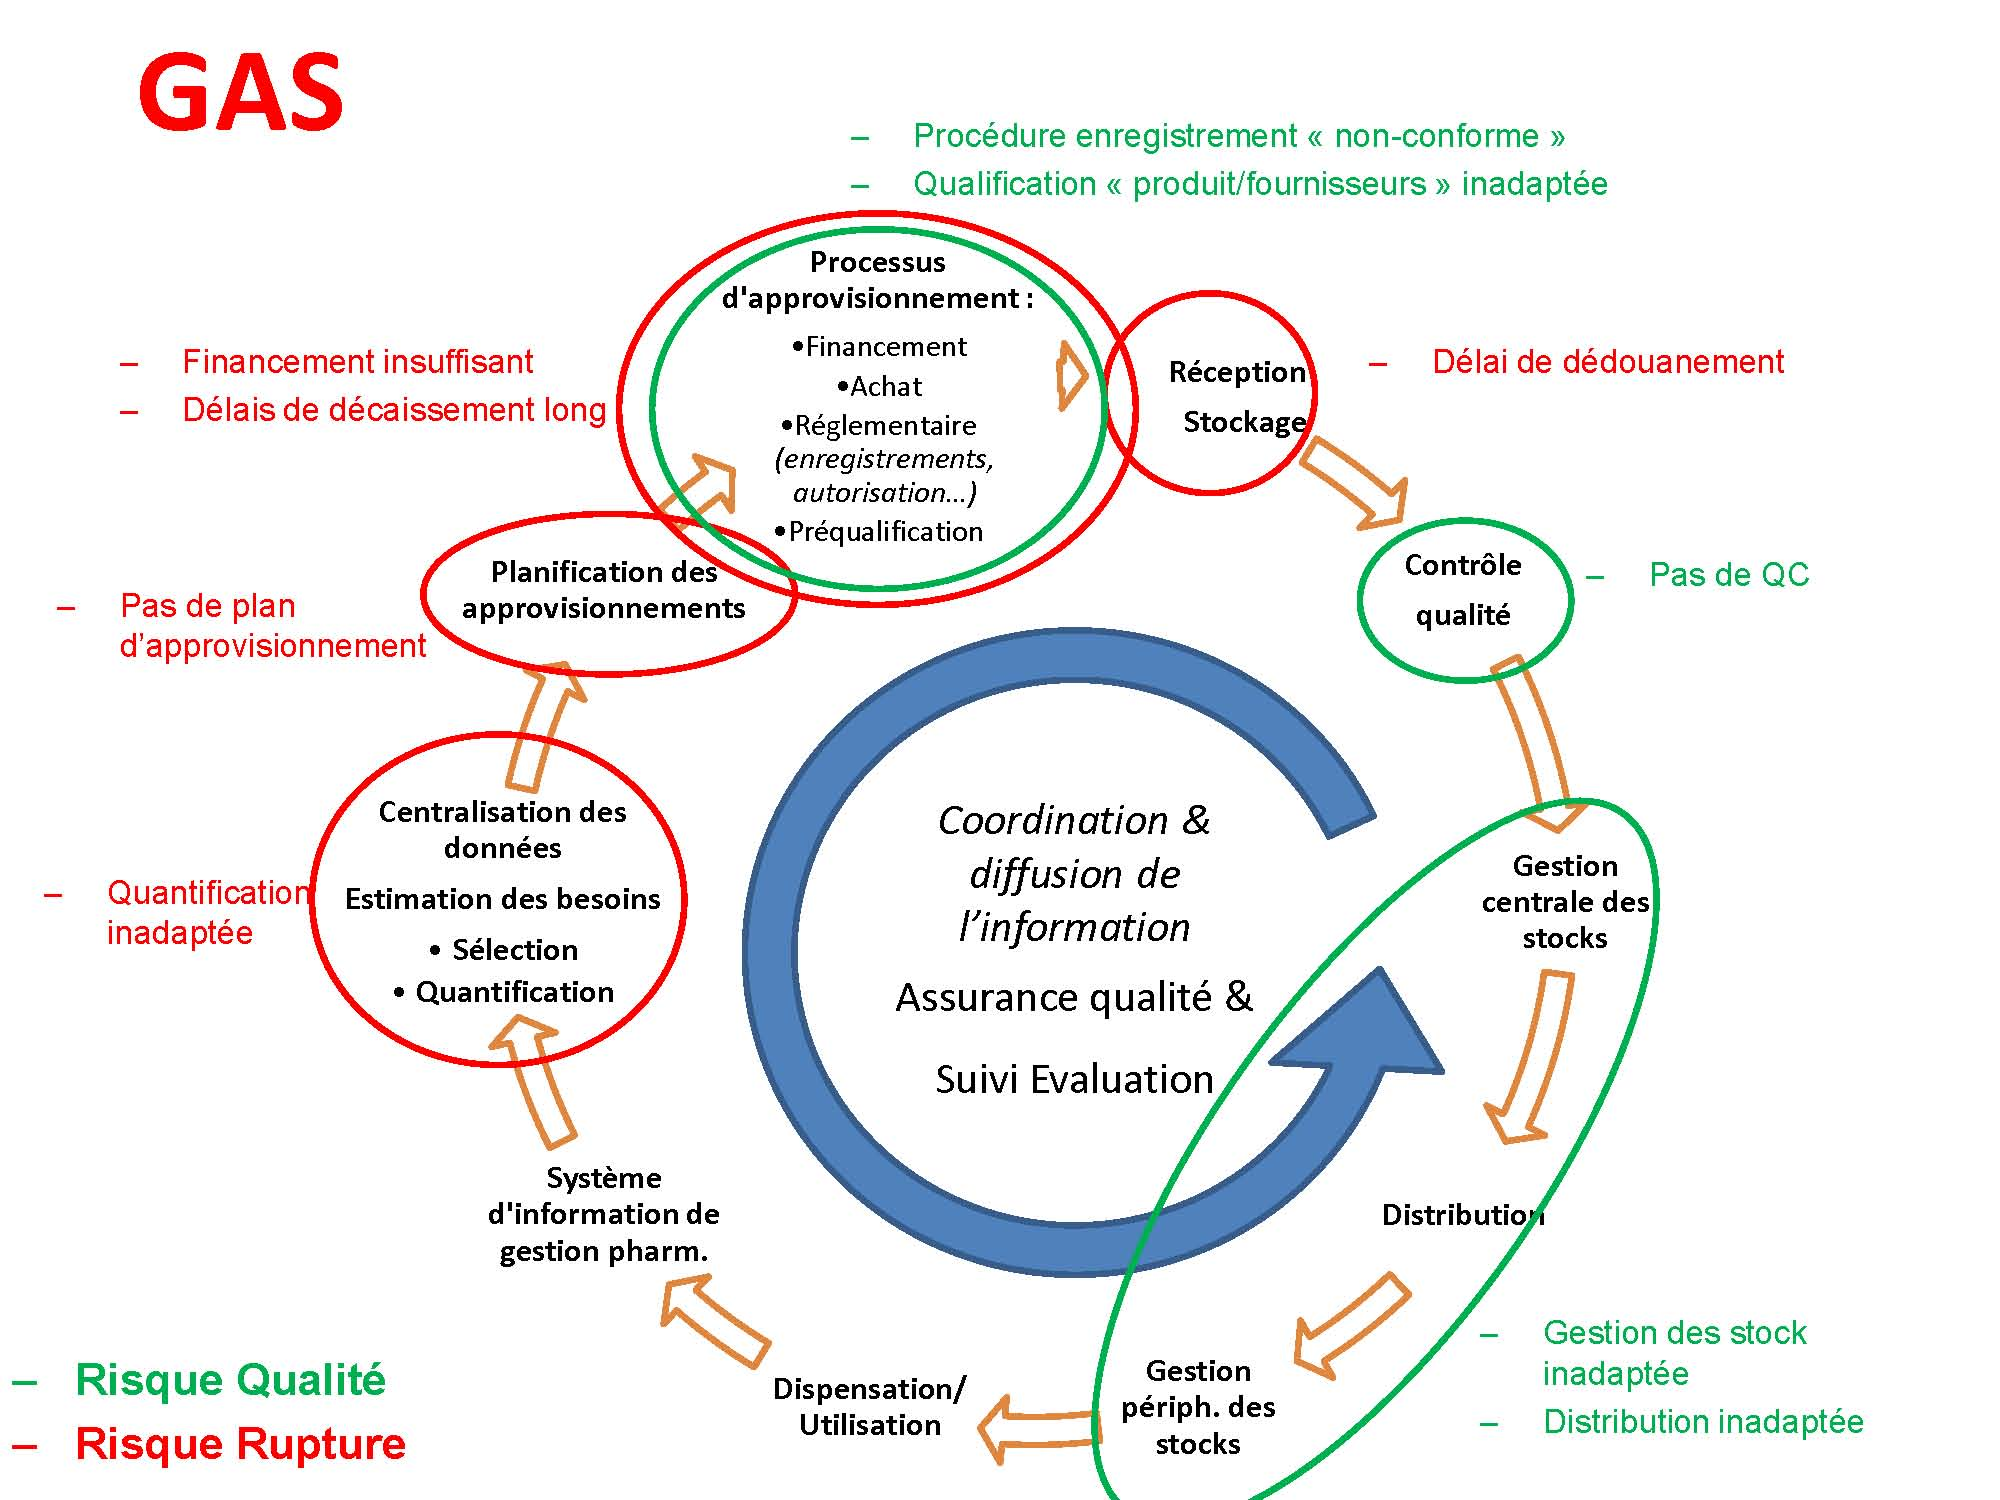 GAS
– Procédure enregistrement « non-conforme »
– Qualification « produit/fournisseurs » inadaptée
Processus
d'approvisionnement :
•Financement
•Achat
•Réglementaire
(enregistrements,
autorisation…)
•Préqualification
– Financement insuffisant
– Délais de décaissement long
Réception
Stockage
– Délai de dédouanement
Planification des
approvisionnements
– Pas de plan
d’approvisionnement
Contrôle
qualité
– Pas de QC
Centralisation des
données
Estimation des besoins
• Sélection
• Quantification
– Quantification
inadaptée
Coordination &
diffusion de
l’information
Assurance qualité &
Suivi Evaluation
Gestion
centrale des
stocks
Distribution
Système
d'information de
gestion pharm.
Dispensation/
Utilisation
Gestion
périph. des
stocks
– Gestion des stock
inadaptée
– Distribution inadaptée
– Risque Qualité
– Risque Rupture